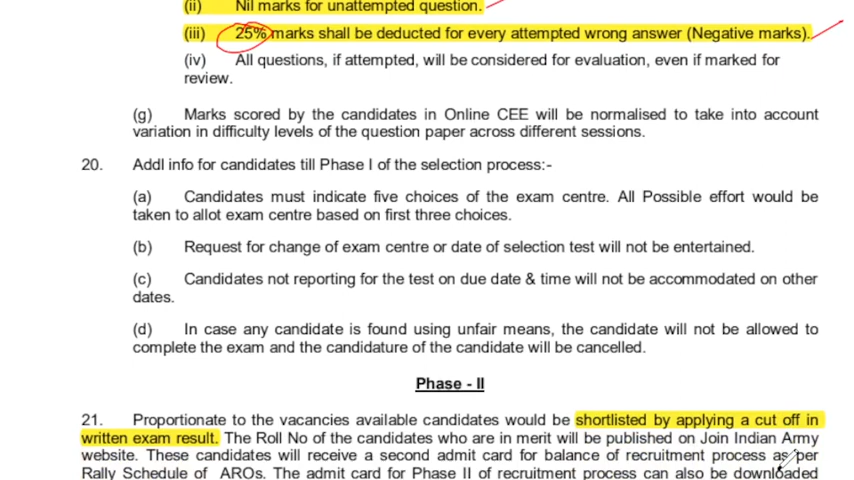 (ii) Nil marks for unattempted question.
(iii) 25% marks shall be deducted for every attempted wrong answer (Negative marks).
(iv) All questions, if attempted, will be considered for evaluation, even if marked for
review.
(g) Marks scored by the candidates in Online CEE will be normalised to take into account
variation in difficulty levels of the question paper across different sessions.
20. Addl info for candidates till Phase I of the selection process:-
(a) Candidates must indicate five choices of the exam centre. All Possible effort would be
taken to allot exam centre based on first three choices.
(b) Request for change of exam centre or date of selection test will not be entertained.
(c) Candidates not reporting for the test on due date & time will not be accommodated on other
dates.
(d) In case any candidate is found using unfair means, the candidate will not be allowed to
complete the exam and the candidature of the candidate will be cancelled.
Phase - II
21. Proportionate to the vacancies available candidates would be shortlisted by applying a cut off in
written exam result. The Roll No of the candidates who are in merit will be published on Join Indian Army
website. These candidates will receive a second admit card for balance of recruitment process as per
Rally Schedule of AROs. The admit card for Phase II of recruitment process can also be downloaded